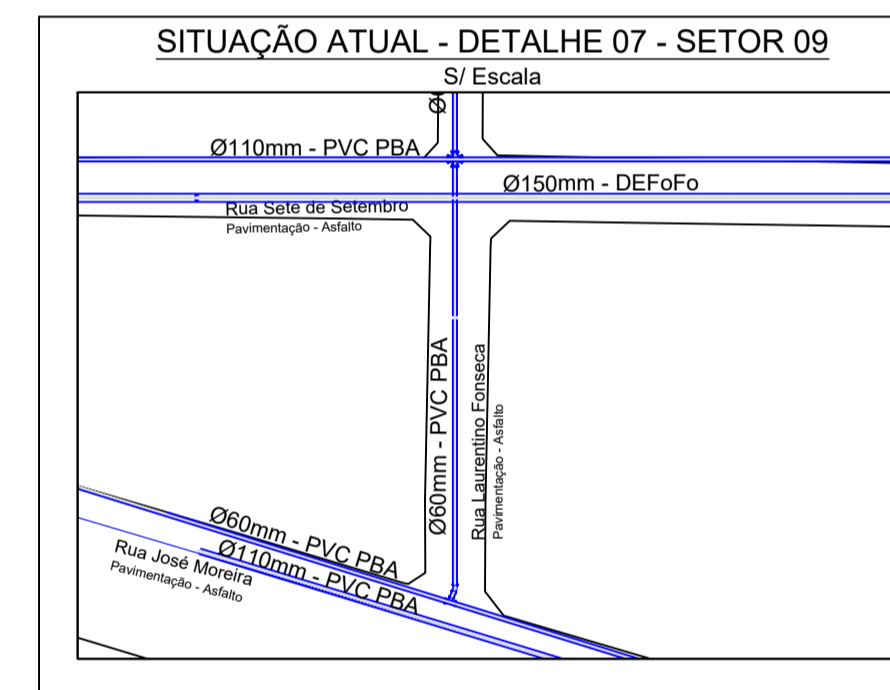 SITUAÇÃO ATUAL - DETALHE 07 - SETOR 09
S/ Escala
Ø
Ø110mm - PVC PBA
Ø150mm - DEFoFo
Rua Sete de Setembro
Pavimentação - Asfalto
Ø60mm - PVC PBA
Rua Laurentino Fonseca
Pavimentação - Asfalto
Ø60mm - PVC PBA
Ø110mm - PVC PBA
Rua José Moreira
Pavimentação - Asfalto